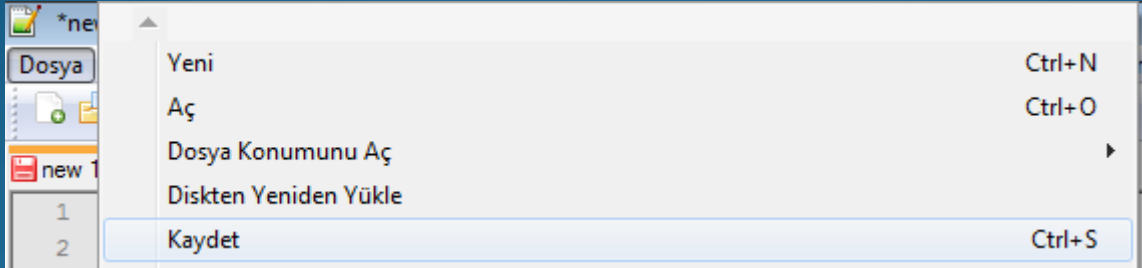 *new
Dosya
Yeni Ctrl+N
Aç Ctrl+O
Dosya Konumunu Aç
Diskten Yeniden Yükle
Kaydet Ctrl+S
new 1
1
2